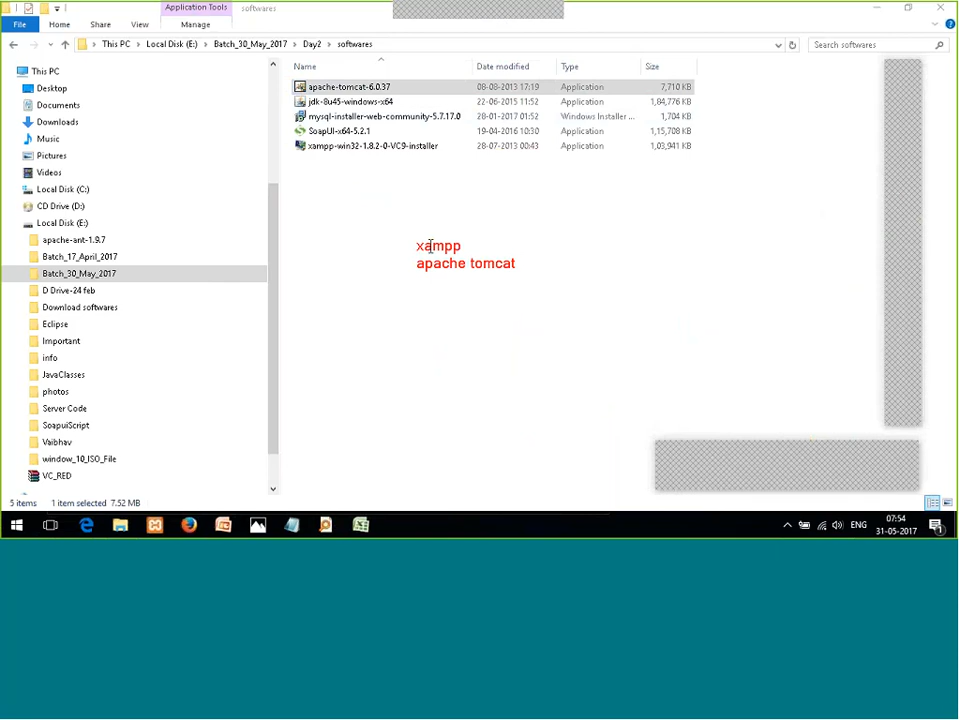 Application Tools softwares
File Home Share View Manage
This PC Local Disk (E:) Batch_30_May_2017 Day2 softwares Search softwares
This PC
Desktop
Documents
Downloads
Music
Pictures
Videos
Local Disk (C:)
CD Drive (D:)
Local Disk (E:)
apache-ant-1.9.7
Batch_17_April_2017
Batch_30_May_2017
D Drive-24 feb
Download softwares
Eclipse
Important
info
JavaClasses
photos
Server Code
SoapuiScript
Vaibhav
window_10_ISO_File
VC_RED
Name Date modified Type Size
apache-tomcat-6.0.37 08-08-2013 17:19 Application 7,710 KB
jdk-8u45-windows-x64 22-06-2015 11:52 Application 1,84,776 KB
mysql-installer-web-community-5.7.17.0 28-01-2017 01:52 Windows Installer ... 1,704 KB
SoapUI-x64-5.2.1 19-04-2016 10:30 Application 1,15,708 KB
xampp-win32-1.8.2-0-VC9-installer 28-07-2013 00:43 Application 1,03,941 KB
xampp
apache tomcat
5 items 1 item selected 7.52 MB
ENG 07:54
31-05-2017